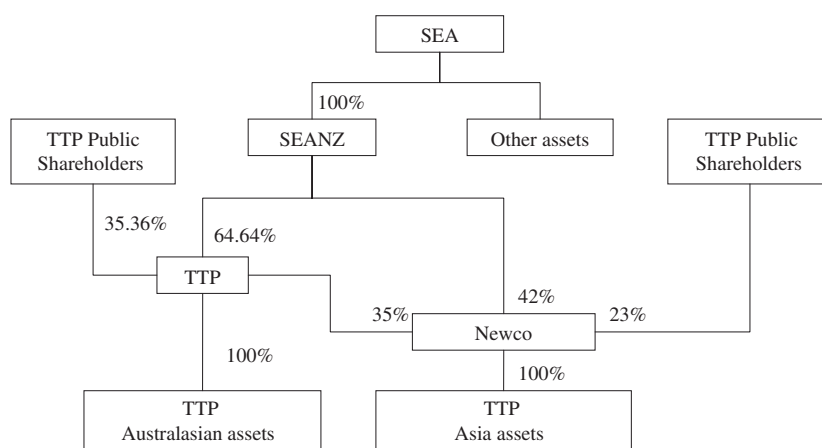 SEA
100%
SEANZ
Other assets
TTP Public
Shareholders
TTP Public
Shareholders
35.36%
64.64%
TTP
42%
35%
23%
Newco
100%
100%
TTP
Australasian assets
TTP
Asia assets